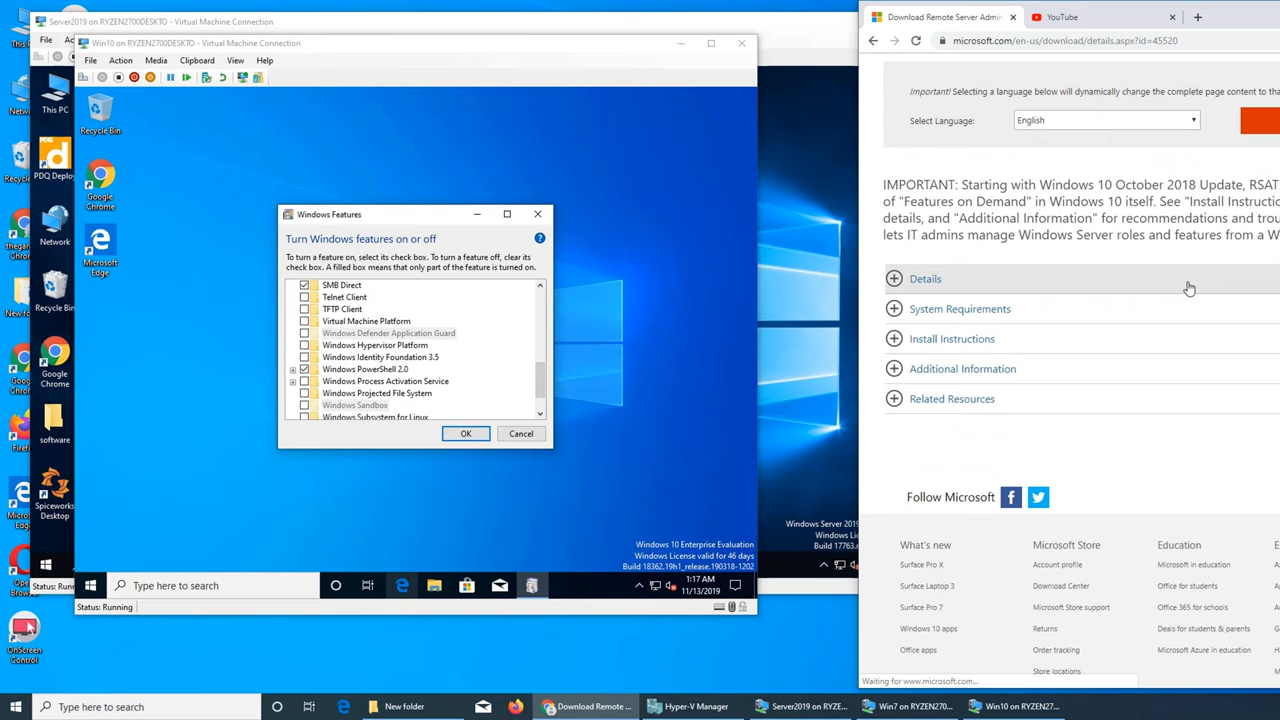 Server2019 on RYZEN2700DESKTO - Virtual Machine Connection
File
Win10 on RYZEN2700DESKTO - Virtual Machine Connection
File Action Media Clipboard View Help
This PC
PDQ Deploy
Network
Recycle Bin
Google Chrome
Microsoft Edge
software
Spiceworks Desktop
Recycle Bin
Google Chrome
Microsoft Edge
Windows Features
Turn Windows features on or off
To turn a feature on, select its check box. To turn a feature off, clear its
check box. A filled box means that only part of the feature is turned on.
SMB Direct
Telnet Client
TFTP Client
Virtual Machine Platform
Windows Defender Application Guard
Windows Hypervisor Platform
Windows Identity Foundation 3.5
Windows PowerShell 2.0
Windows Process Activation Service
Windows Projected File System
Windows Sandbox
Windows Subsystem for Linux
OK Cancel
Windows 10 Enterprise Evaluation
Windows License valid for 46 days
Build 18362.19h1_release.190318-1202
Type here to search
1:17 AM
11/13/2019
Status: Running
Windows Server 2019
Windows Li
Build 17763.
Download Remote Server Admin
YouTube
microsoft.com/en-us/download/details.aspx?id=45520
Important! Selecting a language below will dynamically change the complete page content to tha
Select Language: English
IMPORTANT: Starting with Windows 10 October 2018 Update, RSAT
of "Features on Demand" in Windows 10 itself. See "Install Instructio
details, and "Additional Information" for recommendations and trou
lets IT admins manage Windows Server roles and features from a W
Details
System Requirements
Install Instructions
Additional Information
Related Resources
Follow Microsoft
What's new Microsoft Store Education
Surface Pro X Account profile Microsoft in education
Surface Laptop 3 Download Center Office for students
Surface Pro 7 Microsoft Store support Office 365 for schools
Windows 10 apps Returns Deals for students & parents
Office apps Order tracking Microsoft Azure in education
Store locations
Waiting for www.microsoft.com...
OnScreen Control
Type here to search
New folder
Download Remote ...
Hyper-V Manager
Server2019 on RYZE...
Win7 on RYZEN270...
Win10 on RYZEN27...